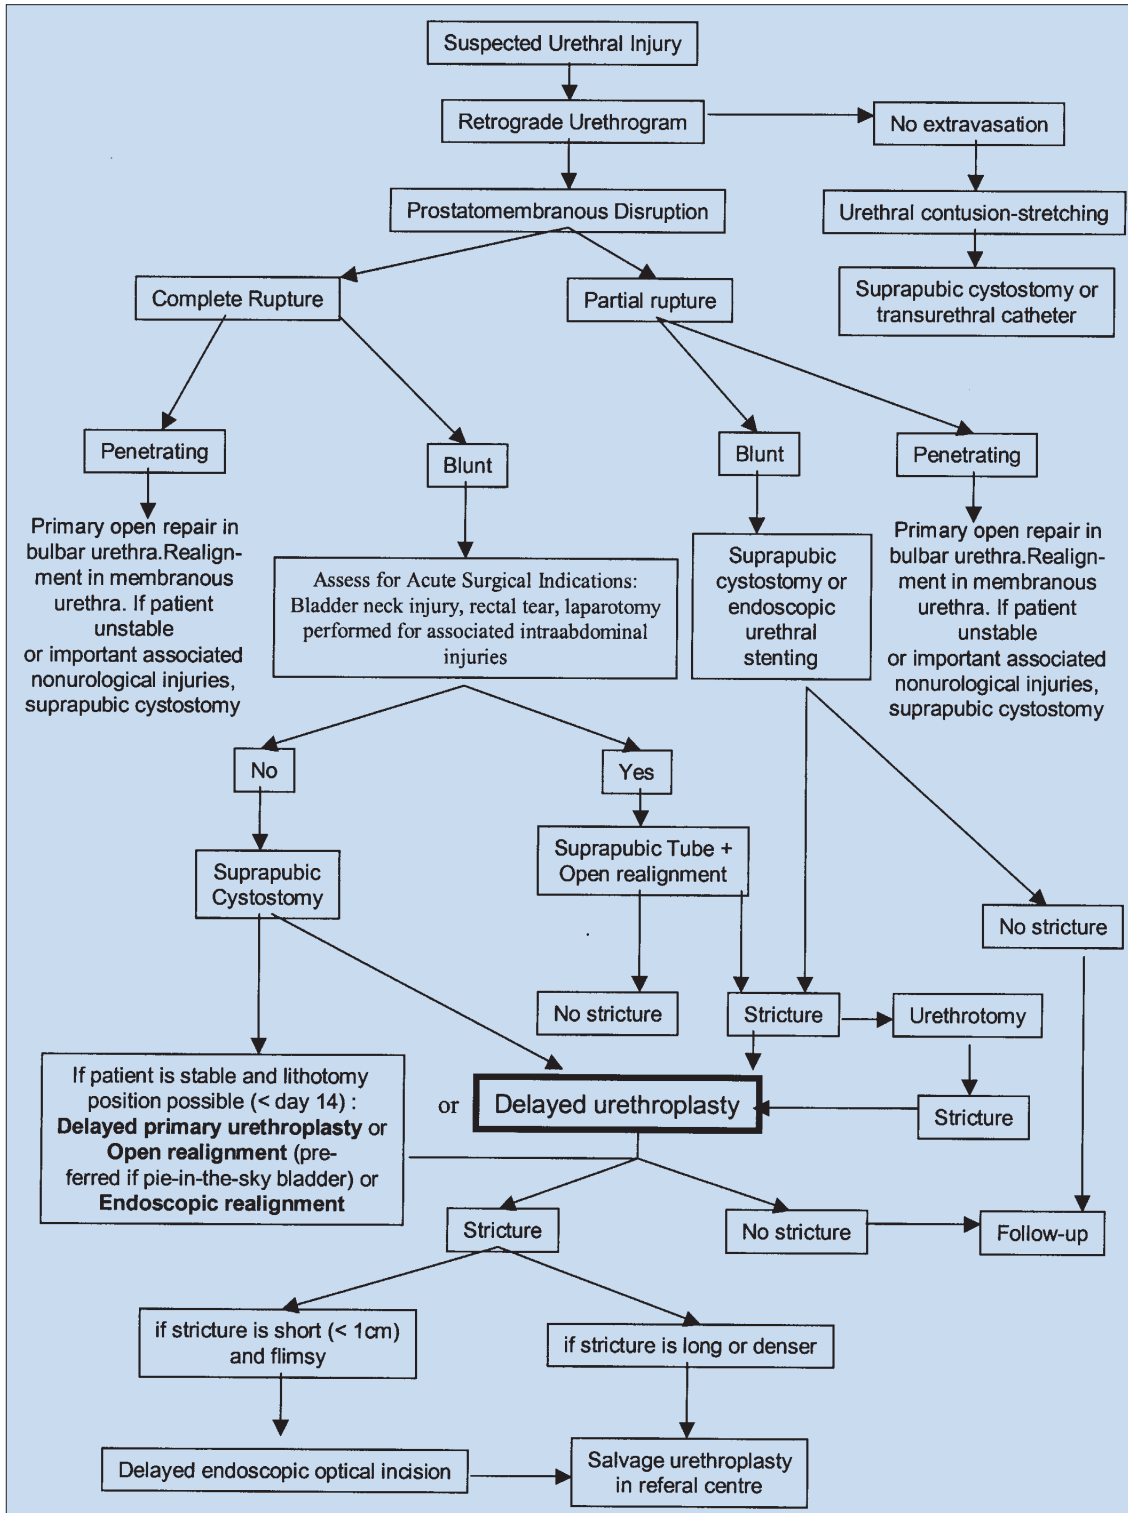 Suspected Urethral Injury
Retrograde Urethrogram
No extravasation
Prostatomembranous Disruption
Urethral contusion-stretching
Complete Rupture
Partial rupture
Suprapubic cystostomy or
transurethral catheter
Penetrating
Blunt
Blunt
Penetrating
Primary open repair in
bulbar urethra.Realign-
ment in membranous
urethra. If patient
unstable
or important associated
nonurological injuries,
suprapubic cystostomy
Assess for Acute Surgical Indications:
Bladder neck injury, rectal tear, laparotomy
performed for associated intraabdominal
injuries
Suprapubic
cystostomy or
endoscopic
urethral
stenting
Primary open repair in
bulbar urethra.Realign-
ment in membranous
urethra. If patient
unstable
or important associated
nonurological injuries,
suprapubic cystostomy
No
Yes
Suprapubic
Cystostomy
Suprapubic Tube +
Open realignment
No stricture
No stricture
Stricture
Urethrotomy
If patient is stable and lithotomy
position possible (< day 14) :
Delayed primary urethroplasty or
Open realignment (pre-
ferred if pie-in-the-sky bladder) or
Endoscopic realignment
or
Delayed urethroplasty
Stricture
Stricture
No stricture
Follow-up
if stricture is short (< 1cm)
and flimsy
if stricture is long or denser
Delayed endoscopic optical incision
Salvage urethroplasty
in referal centre